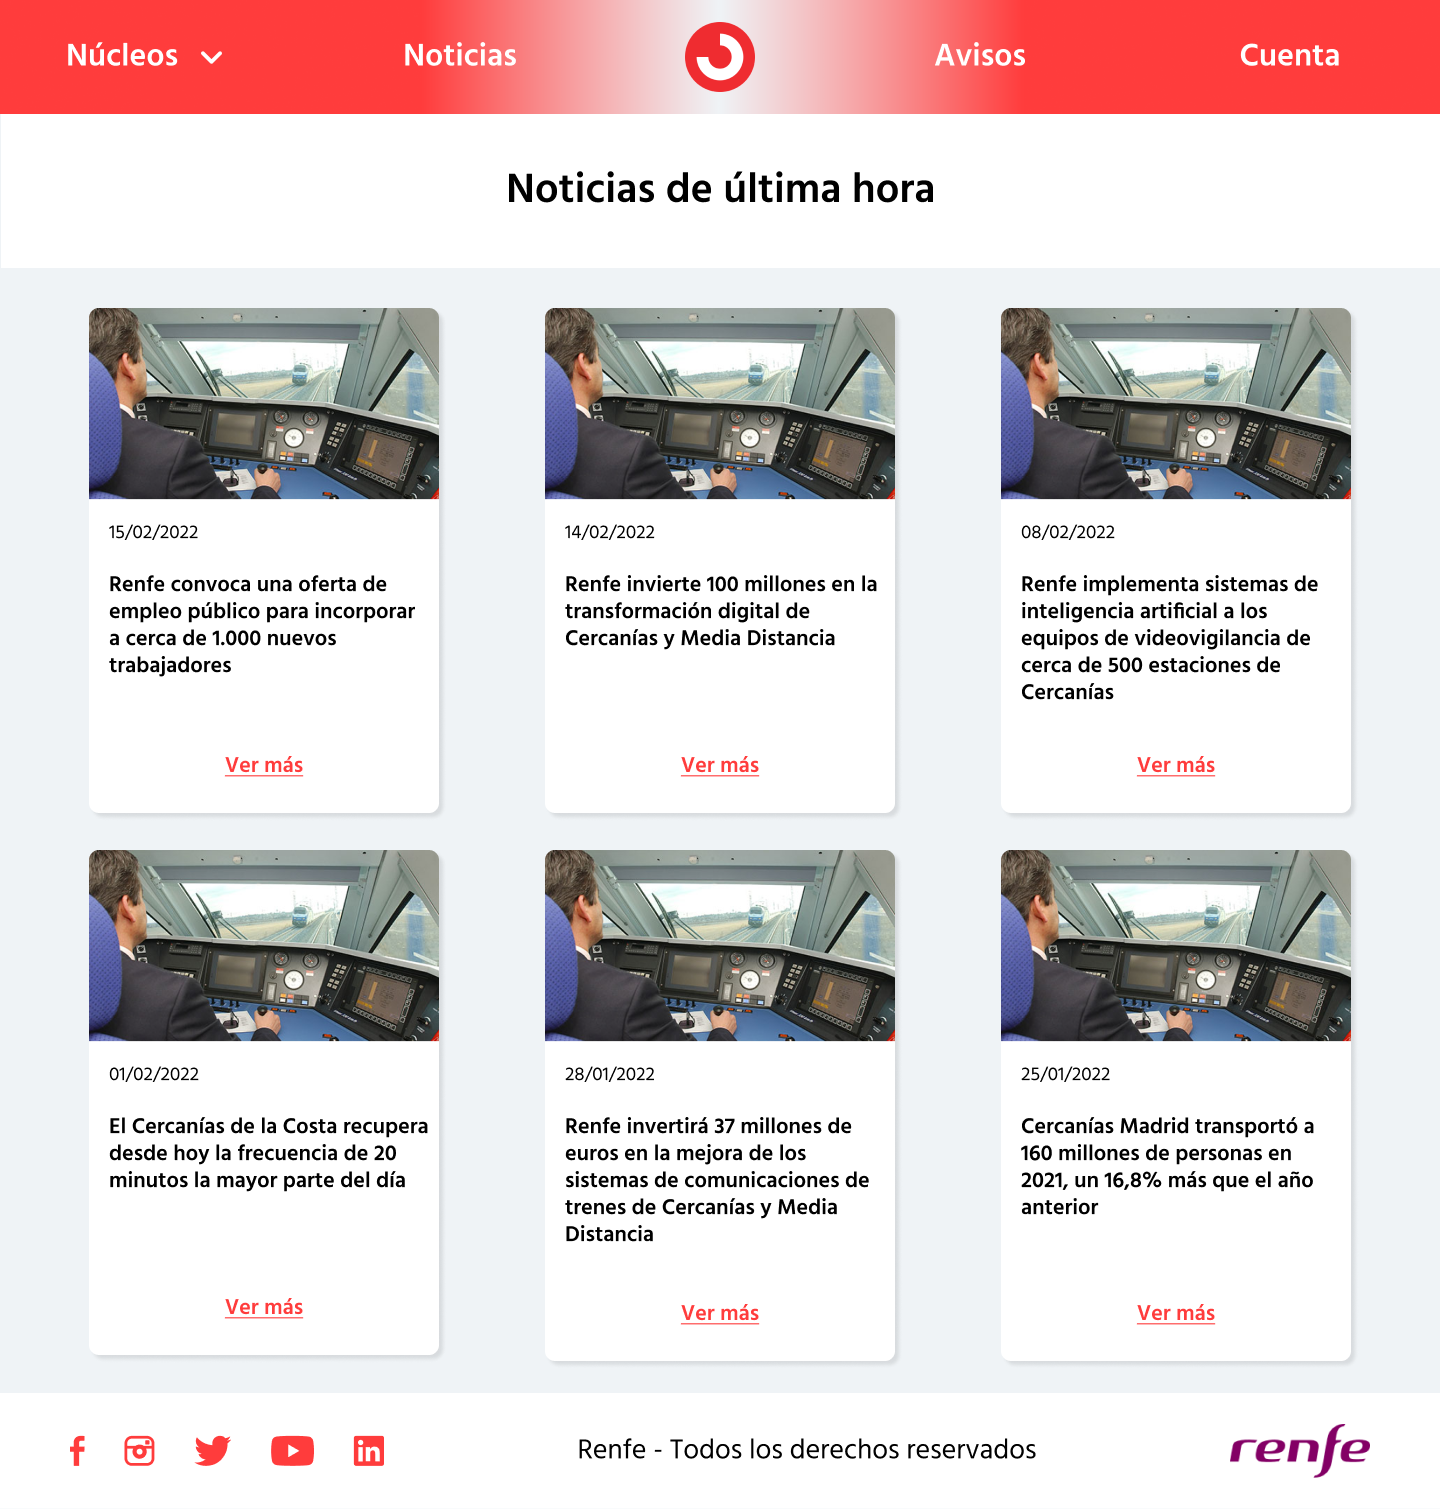 Núcleos
Noticias
Avisos
Cuenta
Noticias de última hora
15/02/2022
Renfe convoca una oferta de
empleo público para incorporar
a cerca de 1.000 nuevos
trabajadores
Ver más
14/02/2022
Renfe invierte 100 millones en la
transformación digital de
Cercanías y Media Distancia
Ver más
08/02/2022
Renfe implementa sistemas de
inteligencia artificial a los
equipos de videovigilancia de
cerca de 500 estaciones de
Cercanías
Ver más
01/02/2022
El Cercanías de la Costa recupera
desde hoy la frecuencia de 20
minutos la mayor parte del día
Ver más
28/01/2022
Renfe invertirá 37 millones de
euros en la mejora de los
sistemas de comunicaciones de
trenes de Cercanías y Media
Distancia
Ver más
25/01/2022
Cercanías Madrid transportó a
160 millones de personas en
2021, un 16,8% más que el año
anterior
Ver más
Renfe - Todos los derechos reservados
renfe